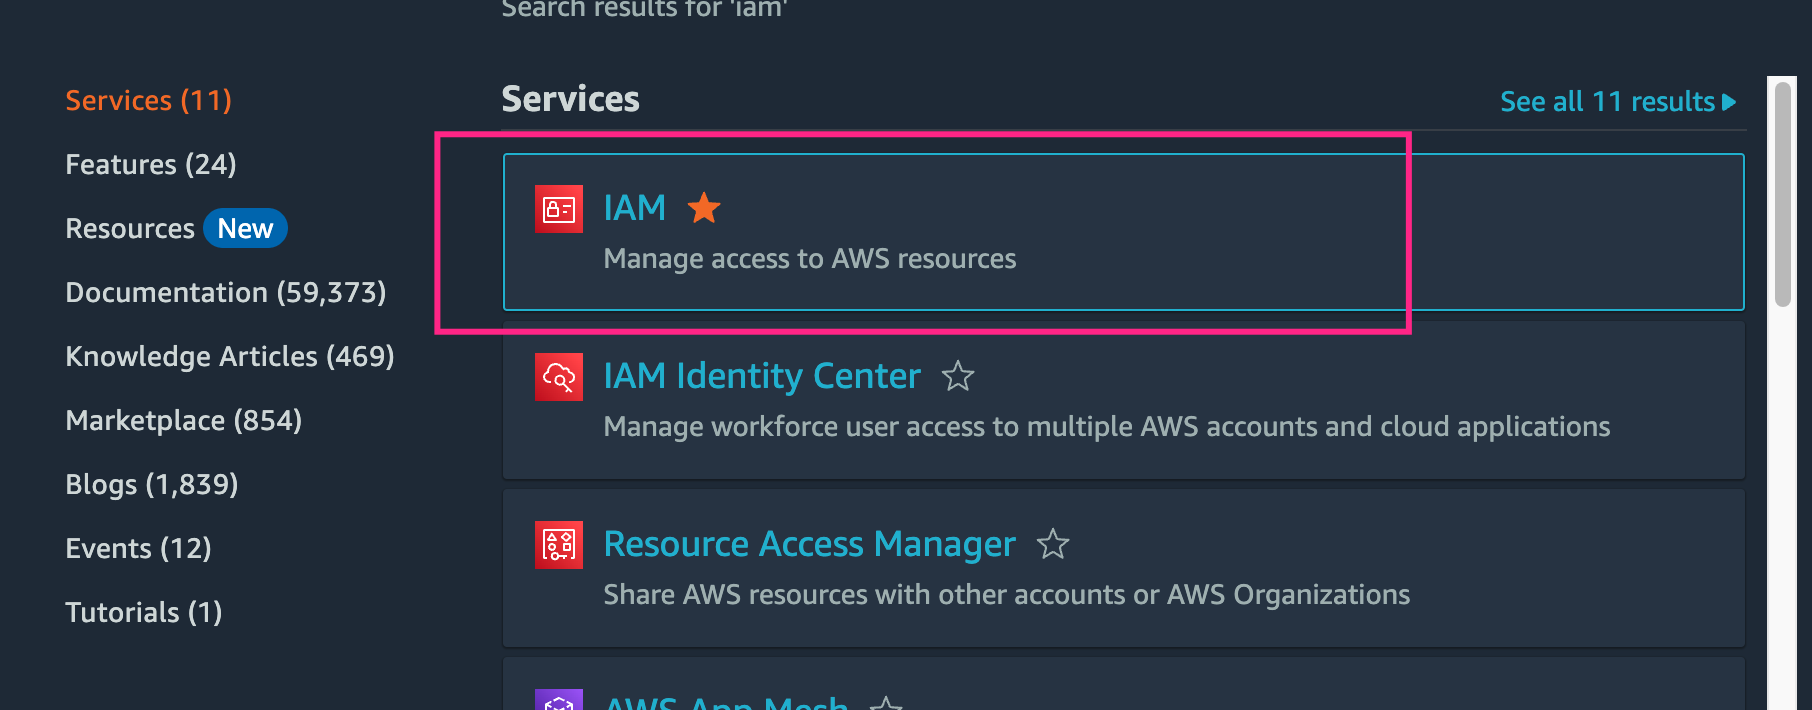 Search results for 'iam'
Services (11)
Features (24)
Resources New
Documentation (59,373)
Knowledge Articles (469)
Marketplace (854)
Blogs (1,839)
Events (12)
Tutorials (1)
Services
See all 11 results
IAM
Manage access to AWS resources
IAM Identity Center
Manage workforce user access to multiple AWS accounts and cloud applications
Resource Access Manager
Share AWS resources with other accounts or AWS Organizations
AWS App Mesh